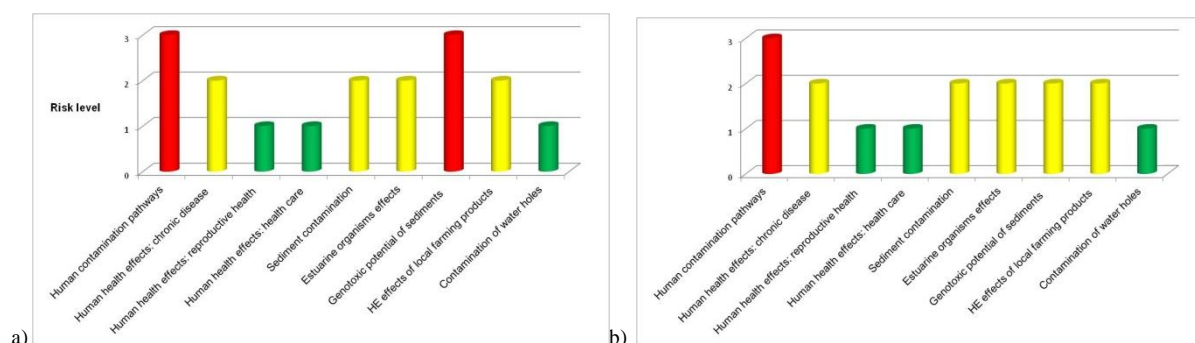 3
2
Risk level
1
0
Human contamination pathways
Human health effects: chronic disease
Human health effects: reproductive health
Human health effects: health care
Sediment contamination
Estuarine organisms effects
Genotoxic potential of sediments
HE effects of local farming products
Contamination of water holes
a)
3
2
1
0
Human contamination pathways
Human health effects: chronic disease
Human health effects: reproductive health
Human health effects: health care
Sediment contamination
Estuarine organisms effects
Genotoxic potential of sediments
HE effects of local farming products
Contamination of water holes
b)